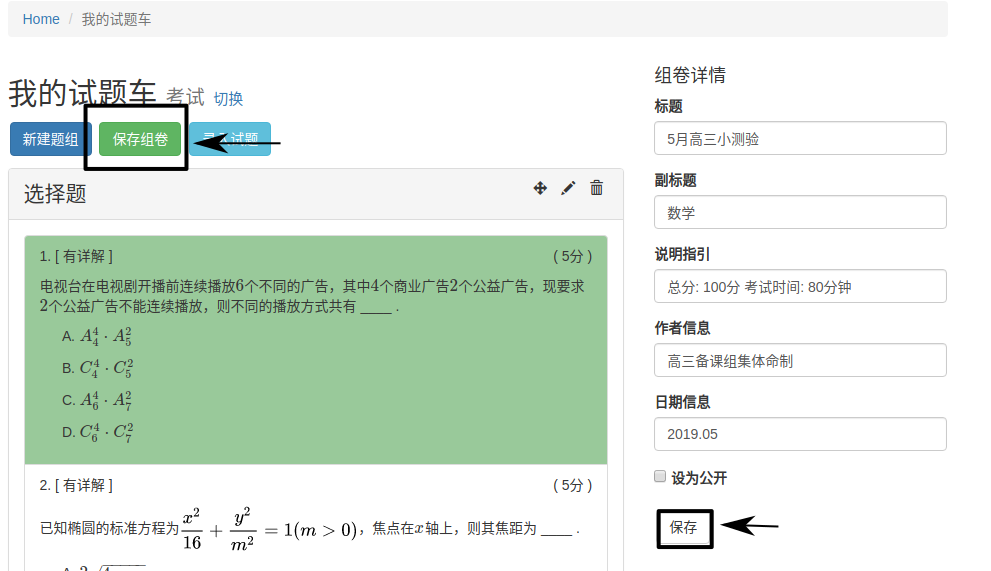 Home / 我的试题车
我的试题车 考试 切换
新建题组 保存组卷 试题
选择题
1. [ 有详解 ] ( 5分 )
电视台在电视剧开播前连续播放6个不同的广告，其中4个商业广告2个公益广告，现要求
2个公益广告不能连续播放，则不同的播放方式共有 ____ .
A. $A_4^4 \cdot A_5^2$
B. $C_4^4 \cdot C_5^2$
C. $A_6^4 \cdot A_7^2$
D. $C_6^4 \cdot C_7^2$
2. [ 有详解 ] ( 5分 )
已知椭圆的标准方程为$\frac{x^2}{16} + \frac{y^2}{m^2} = 1(m > 0)$，焦点在$x$轴上，则其焦距为 ____ .
组卷详情
标题
5月高三小测验
副标题
数学
说明指引
总分: 100分 考试时间: 80分钟
作者信息
高三备课组集体命制
日期信息
2019.05
设为公开
保存